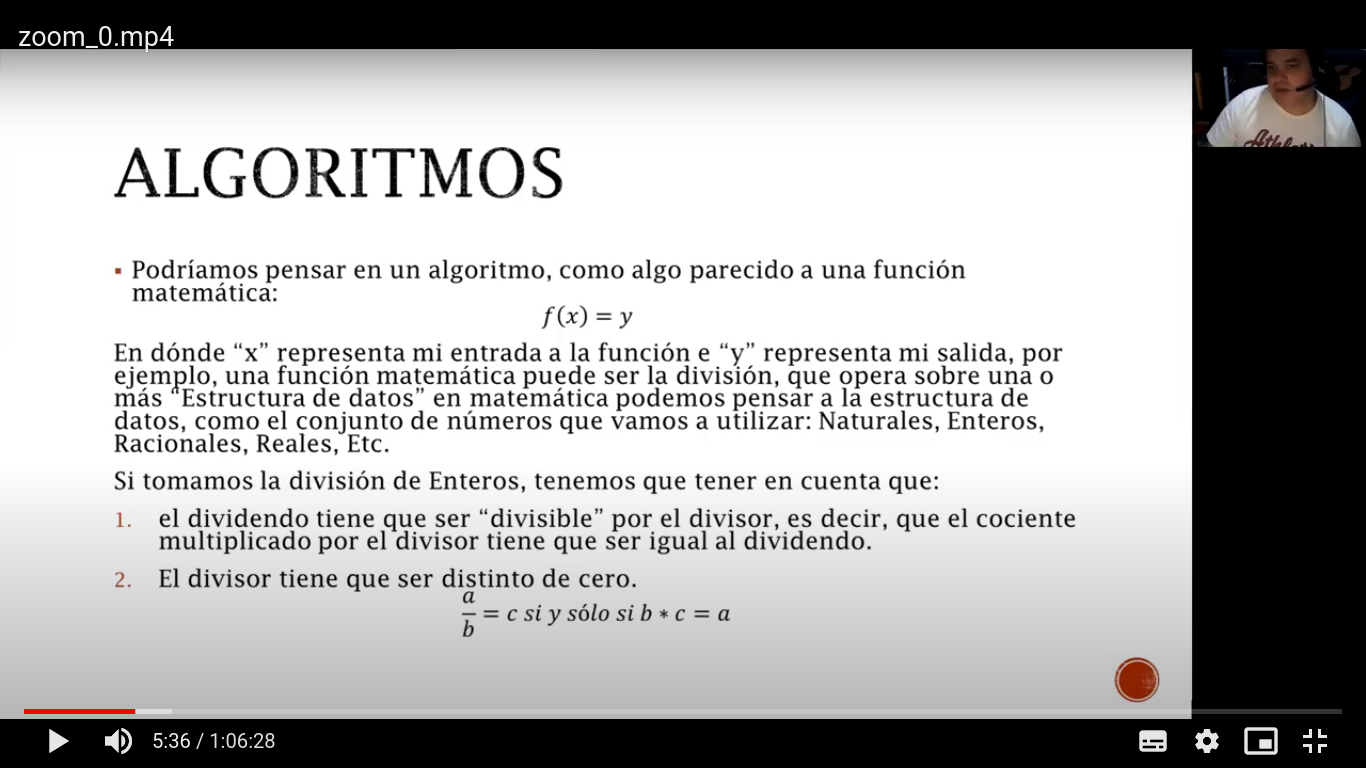 zoom_0.mp4
ALGORITMOS
▪ Podríamos pensar en un algoritmo, como algo parecido a una función
matemática:
f(x) = y
En dónde “x” representa mi entrada a la función e “y” representa mi salida, por
ejemplo, una función matemática puede ser la división, que opera sobre una o
más “Estructura de datos” en matemática podemos pensar a la estructura de
datos, como el conjunto de números que vamos a utilizar: Naturales, Enteros,
Racionales, Reales, Etc.
Si tomamos la división de Enteros, tenemos que tener en cuenta que:
1. el dividendo tiene que ser “divisible” por el divisor, es decir, que el cociente
multiplicado por el divisor tiene que ser igual al dividendo.
2. El divisor tiene que ser distinto de cero.
a/b = c si y sólo si b ∗ c = a
5:36 / 1:06:28